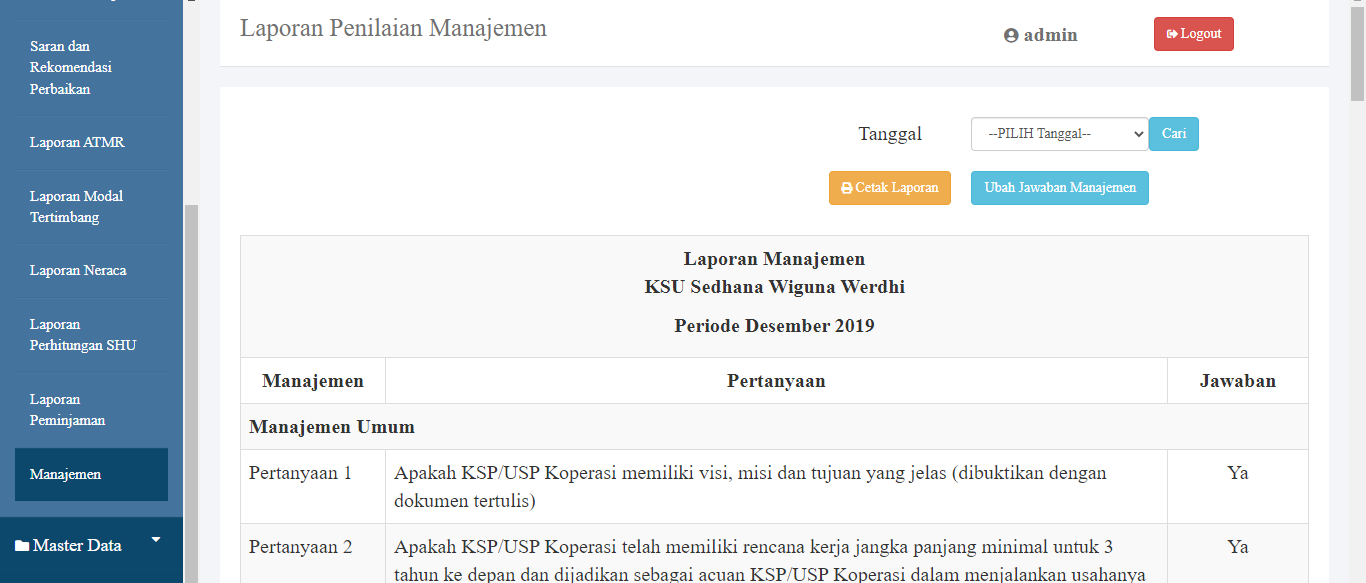 Saran dan
Rekomendasi
Perbaikan
Laporan ATMR
Laporan Modal
Tertimbang
Laporan Neraca
Laporan
Perhitungan SHU
Laporan
Peminjaman
Manajemen
Master Data
Laporan Penilaian Manajemen
admin
Logout
Tanggal
--PILIH Tanggal--
Cari
Cetak Laporan
Ubah Jawaban Manajemen
Laporan Manajemen
KSU Sedhana Wiguna Werdhi
Periode Desember 2019
Manajemen Pertanyaan Jawaban
Manajemen Umum
Pertanyaan 1 Apakah KSP/USP Koperasi memiliki visi, misi dan tujuan yang jelas (dibuktikan dengan Ya
dokumen tertulis)
Pertanyaan 2 Apakah KSP/USP Koperasi telah memiliki rencana kerja jangka panjang minimal untuk 3 Ya
tahun ke depan dan dijadikan sebagai acuan KSP/USP Koperasi dalam menjalankan usahanya